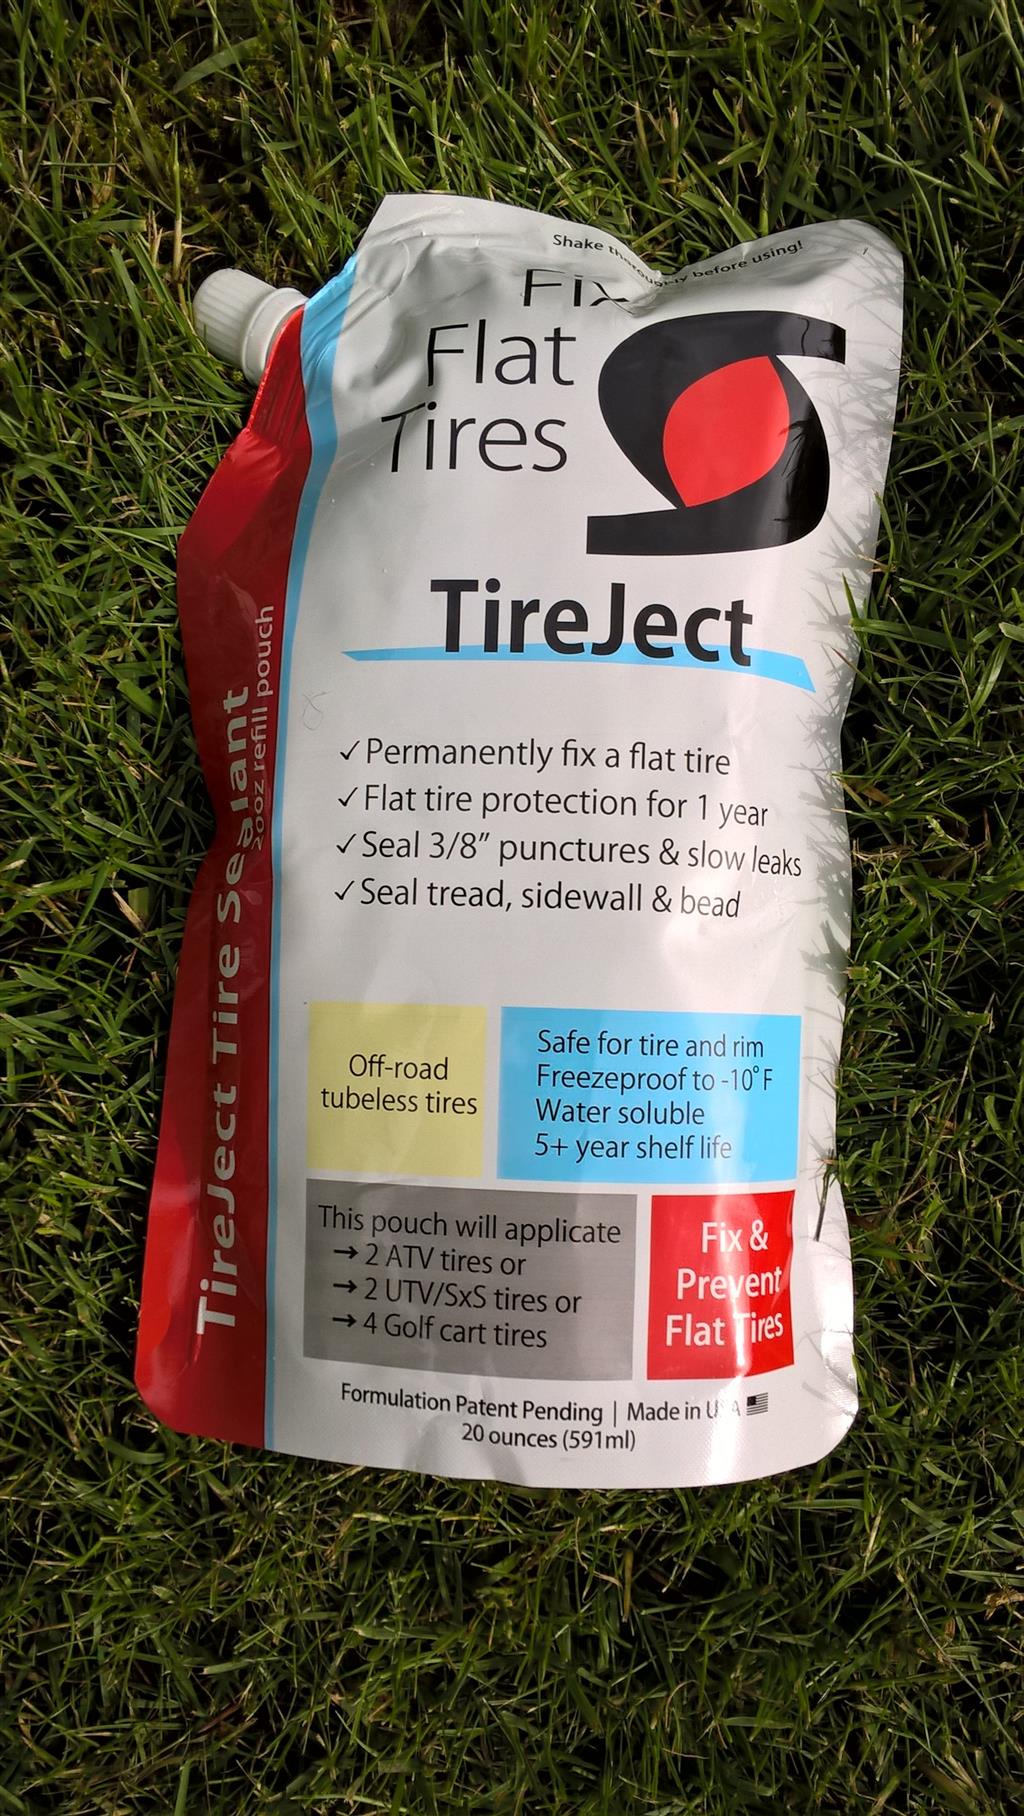 Shake thoroughly before using!
Fix
Flat
Tires
TireJect
✓ Permanently fix a flat tire
✓ Flat tire protection for 1 year
✓ Seal 3/8” punctures & slow leaks
✓ Seal tread, sidewall & bead
Off-road
tubeless tires
Safe for tire and rim
Freezeproof to -10° F
Water soluble
5+ year shelf life
This pouch will applicate
→ 2 ATV tires or
→ 2 UTV/SxS tires or
→ 4 Golf cart tires
Fix &
Prevent
Flat Tires
Formulation Patent Pending | Made in USA
20 ounces (591ml)
TireJect Tire Sealant
20oz refill pouch